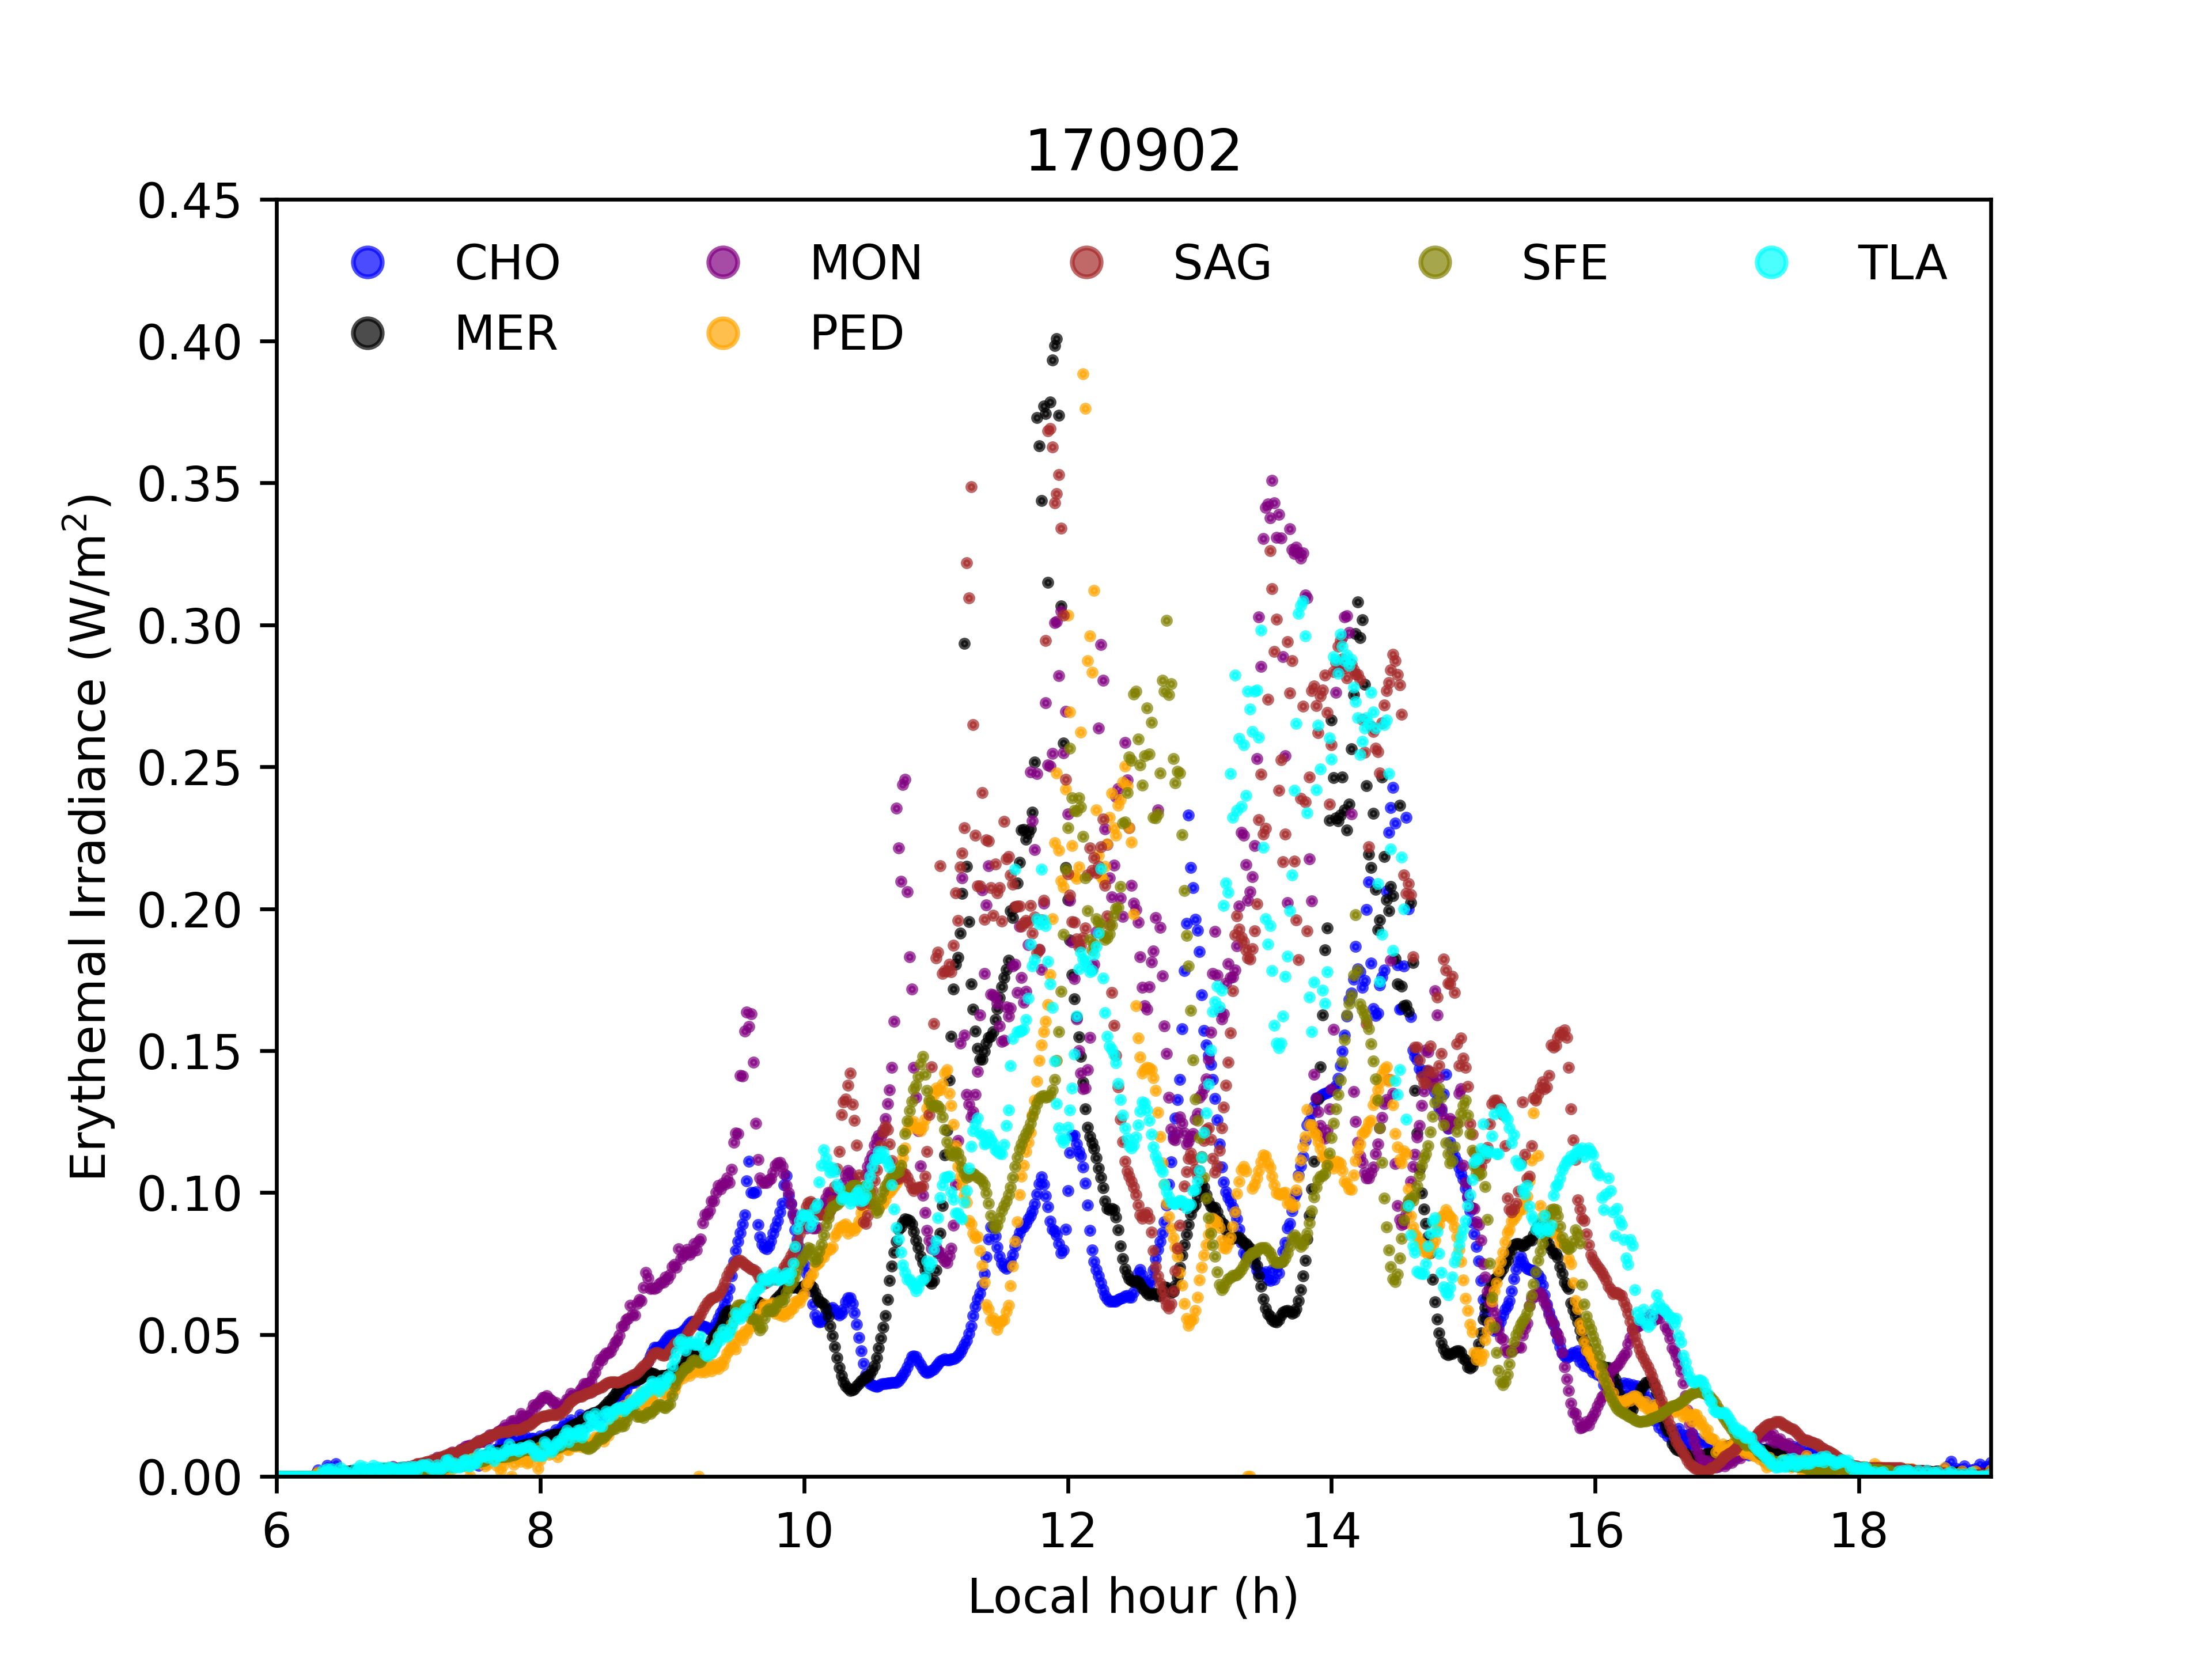 170902
0.45
0.40
0.35
0.30
0.25
0.20
0.15
0.10
0.05
0.00
Erythemal Irradiance (W/m²)
CHO MON SAG SFE TLA
MER PED
6 8 10 12 14 16 18
Local hour (h)